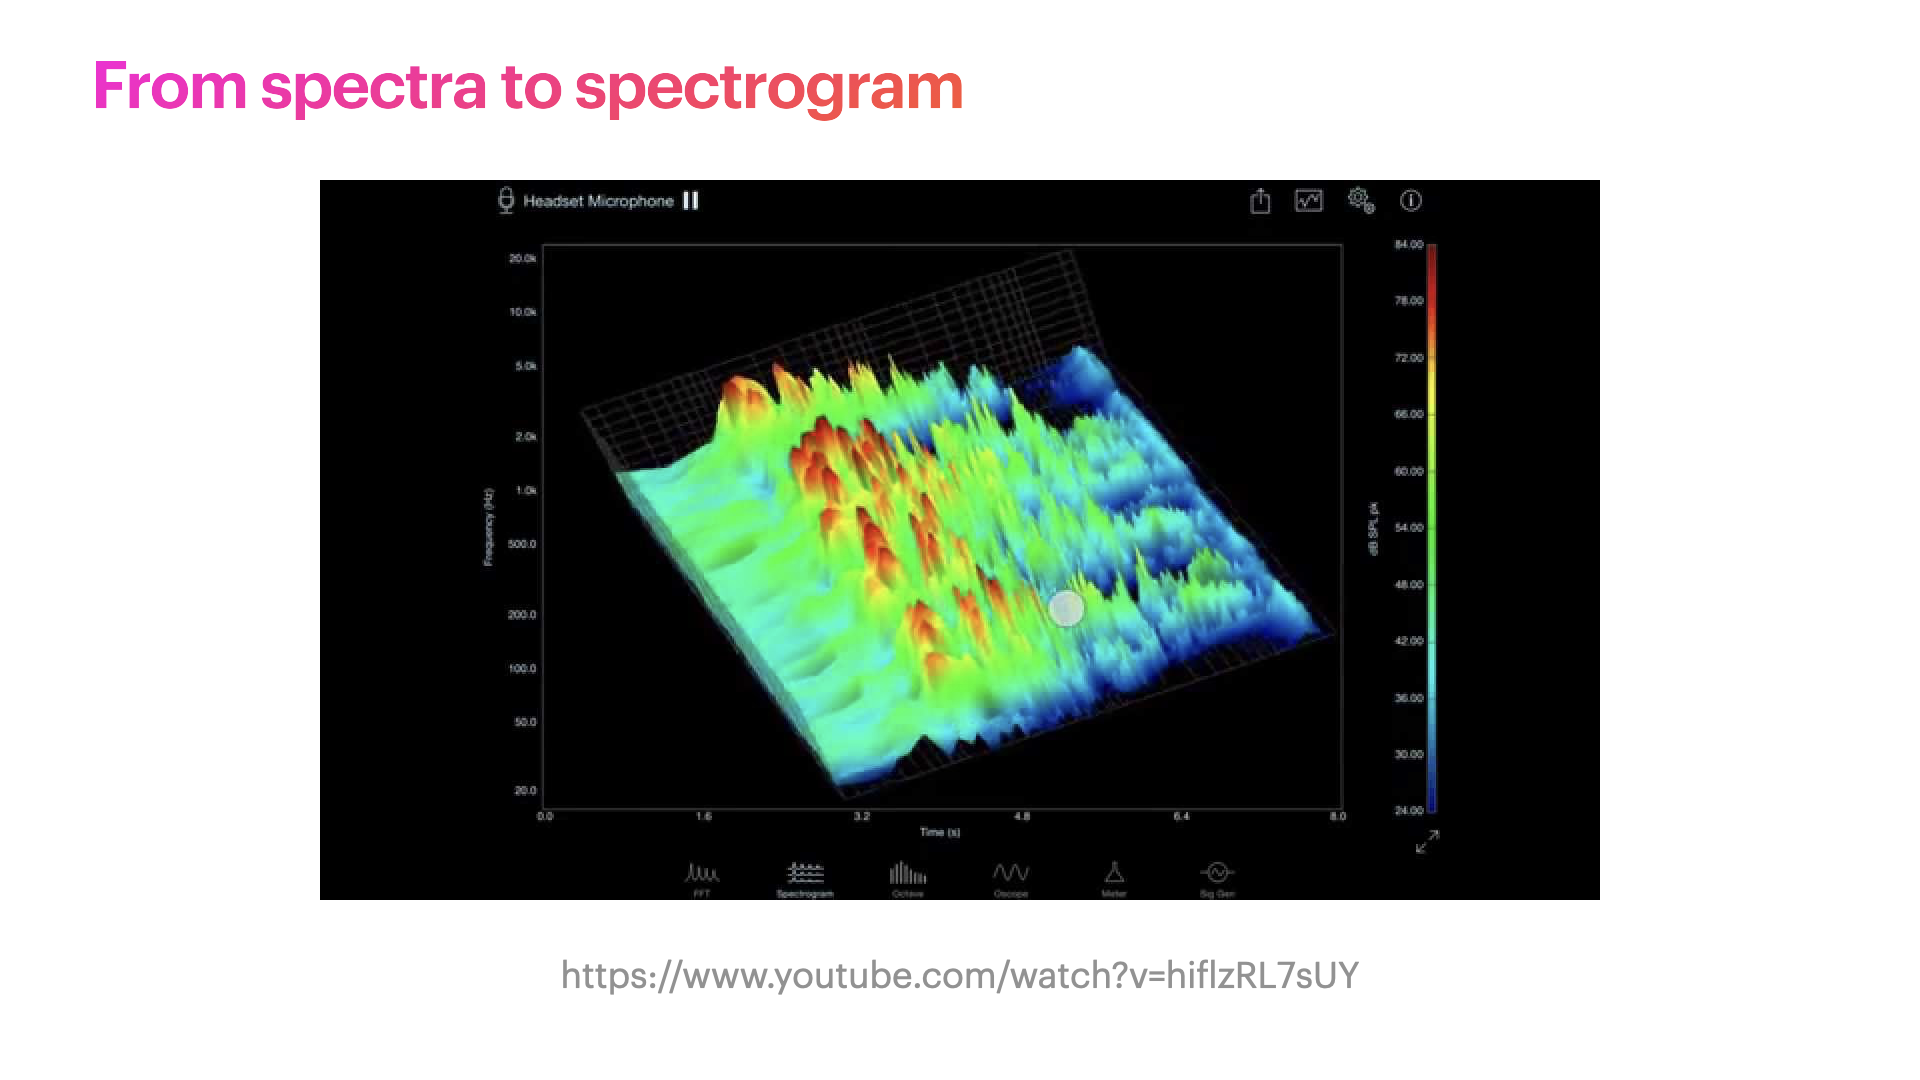 From spectra to spectrogram
Headset Microphone
84.00
20.0k
78.00
10.0k
72.00
5.0k
66.00
2.0k
60.00
1.0k
Frequency (Hz)
dB SPL pk
54.00
500.0
48.00
200.0
42.00
100.0
36.00
50.0
30.00
20.0
24.00
0.0 1.6 3.2 4.8 6.4 8.0
Time (s)
FFT Spectrogram Octave Oscope Meter Sig Gen
https://www.youtube.com/watch?v=hiflzRL7sUY